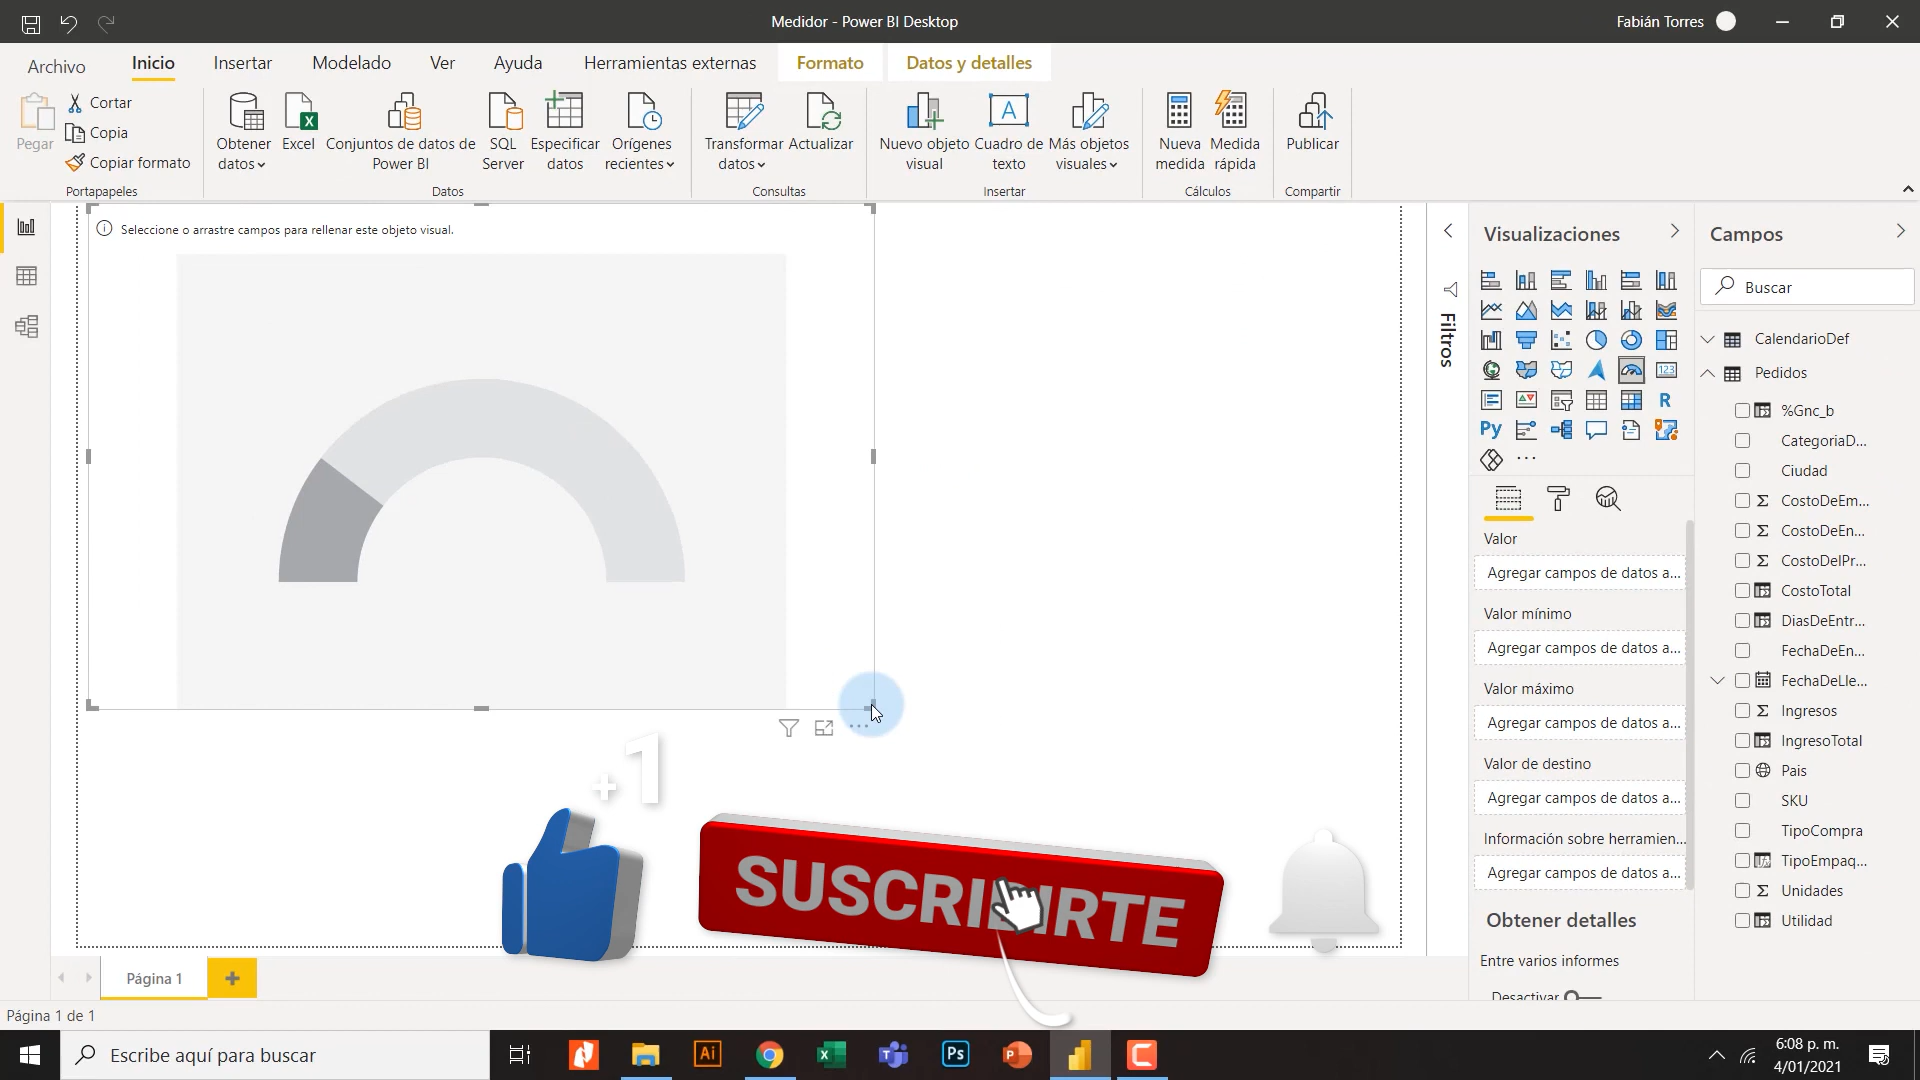 Medidor - Power BI Desktop
Fabián Torres
Archivo
Inicio
Insertar
Modelado
Ver
Ayuda
Herramientas externas
Formato
Datos y detalles
Pegar
Cortar
Copia
Copiar formato
Portapapeles
Obtener datos
Excel
Conjuntos de datos de Power BI
SQL Server
Especificar datos
Orígenes recientes
Datos
Transformar datos
Actualizar
Consultas
Nuevo objeto visual
Cuadro de texto
Más objetos visuales
Insertar
Nueva medida
Medida rápida
Cálculos
Publicar
Compartir
Seleccione o arrastre campos para rellenar este objeto visual.
Filtros
Visualizaciones
123
R
Py
Valor
Agregar campos de datos a...
Valor mínimo
Agregar campos de datos a...
Valor máximo
Agregar campos de datos a...
Valor de destino
Agregar campos de datos a...
Información sobre herramien...
Agregar campos de datos a...
Obtener detalles
Entre varios informes
Desactivar
Campos
Buscar
CalendarioDef
Pedidos
%Gnc_b
CategoriaD...
Ciudad
CostoDeEm...
CostoDeEn...
CostoDelPr...
CostoTotal
DiasDeEntr...
FechaDeEn...
FechaDeLle...
Ingresos
IngresoTotal
Pais
SKU
TipoCompra
TipoEmpaq...
Unidades
Utilidad
+1
SUSCRIBIRTE
Página 1
Página 1 de 1
Escribe aquí para buscar
Ai
Ps
6:08 p. m.
4/01/2021